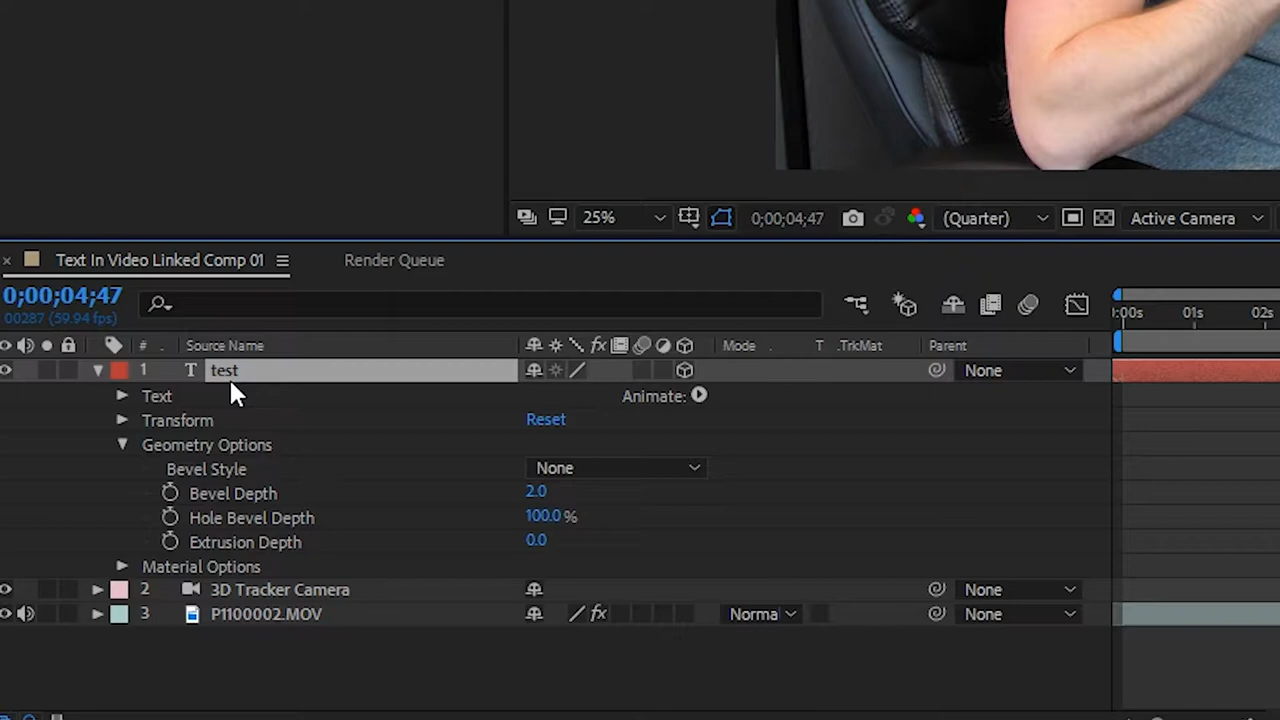 25% 0;00;04;47 (Quarter) Active Camera
× Text In Video Linked Comp 01 Render Queue
0;00;04;47
00287 (59.94 fps)
:00s 01s 02s
# . Source Name fx Mode . T .TrkMat Parent
1 T test None
Text Animate:
Transform Reset
Geometry Options
Bevel Style None
Bevel Depth 2.0
Hole Bevel Depth 100.0 %
Extrusion Depth 0.0
Material Options
2 3D Tracker Camera None
3 P1100002.MOV fx Norma None